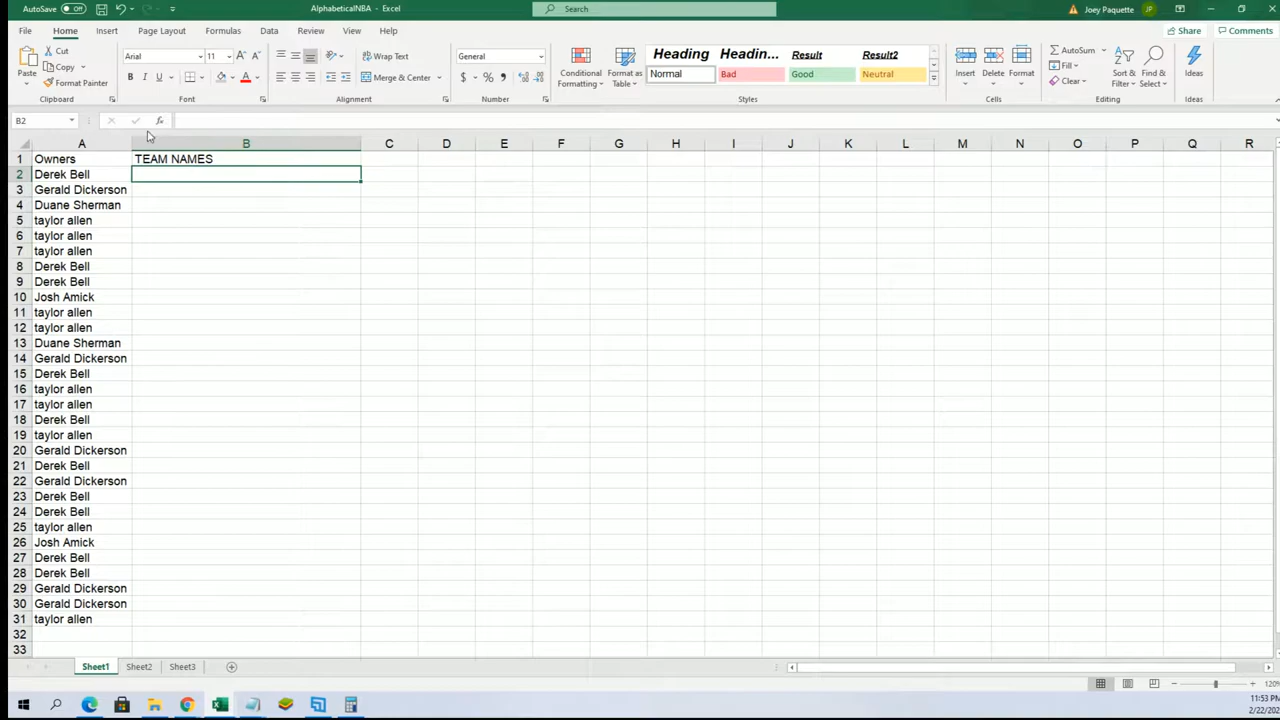 AutoSave Off AlphabeticalNBA - Excel Search Joey Paquette JP
File Home Insert Page Layout Formulas Data Review View Help Share Comments
Paste Cut Copy Format Painter Clipboard
Arial 11 B I U A A A Font
Wrap Text Merge & Center Alignment
General $ % Number
Conditional Formatting Format as Table
Heading Headin... Result Result2
Normal Bad Good Neutral
Styles
Insert Delete Format Cells
AutoSum Fill Clear Sort & Filter Find & Select Editing
Ideas Ideas
B2 fx
A B C D E F G H I J K L M N O P Q R
1 Owners TEAM NAMES
2 Derek Bell
3 Gerald Dickerson
4 Duane Sherman
5 taylor allen
6 taylor allen
7 taylor allen
8 Derek Bell
9 Derek Bell
10 Josh Amick
11 taylor allen
12 taylor allen
13 Duane Sherman
14 Gerald Dickerson
15 Derek Bell
16 taylor allen
17 taylor allen
18 Derek Bell
19 taylor allen
20 Gerald Dickerson
21 Derek Bell
22 Gerald Dickerson
23 Derek Bell
24 Derek Bell
25 taylor allen
26 Josh Amick
27 Derek Bell
28 Derek Bell
29 Gerald Dickerson
30 Gerald Dickerson
31 taylor allen
32
33
Sheet1 Sheet2 Sheet3
120%
11:53 PM
2/22/202